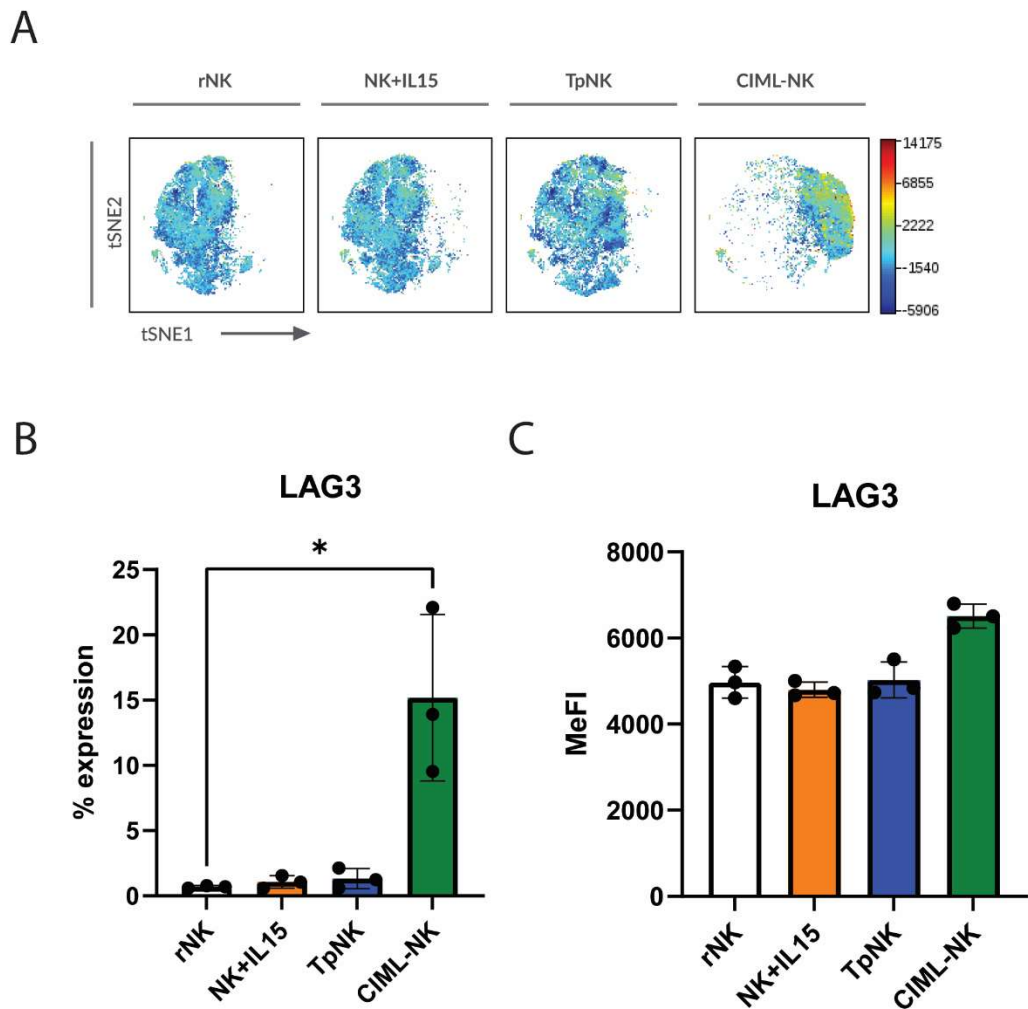 A
rNK NK+IL15 TpNK CIML-NK
tSNE2
14175
6855
2222
-1540
-5906
tSNE1
B
LAG3
*
% expression
25
20
15
10
5
0
rNK NK+IL15 TpNK CIML-NK
C
LAG3
MeFI
8000
6000
4000
2000
0
rNK NK+IL15 TpNK CIML-NK